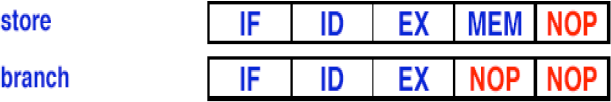 store IF ID EX MEM NOP
branch IF ID EX NOP NOP